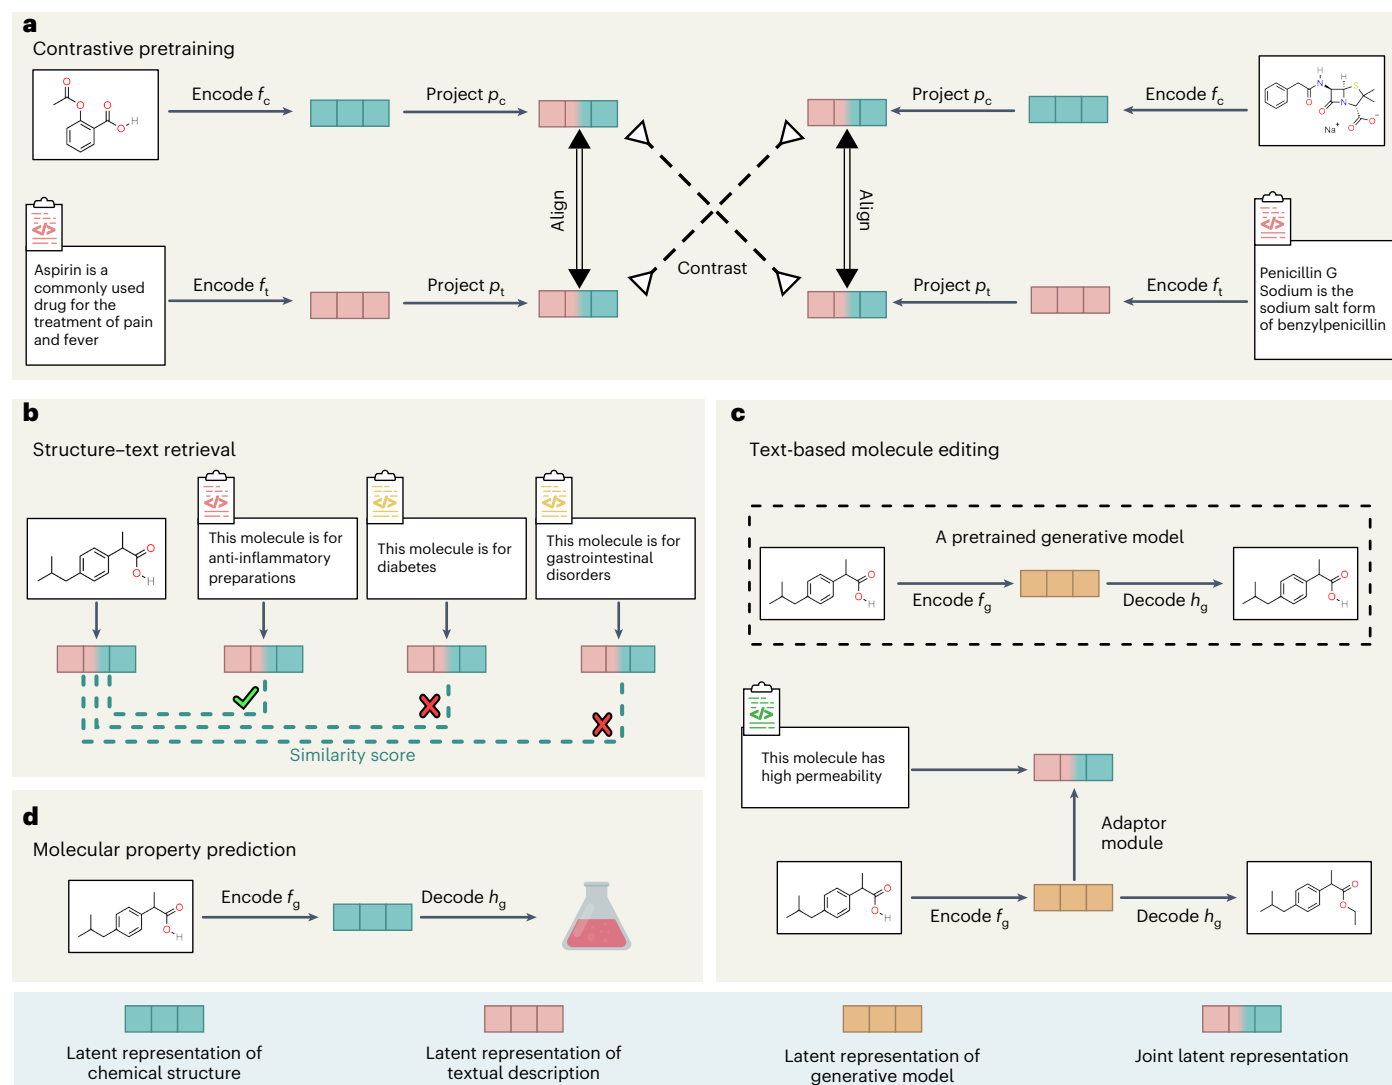 a
Contrastive pretraining
Encode fc
Project pc
Project pc
Encode fc
O
O
O
O
H
H
N
H
S
O
O
N
O
O-
Na+
Align
Align
Contrast
</>
</>
Aspirin is a
commonly used
drug for the
treatment of pain
and fever
Encode ft
Project pt
Project pt
Encode ft
Penicillin G
Sodium is the
sodium salt form
of benzylpenicillin
b
Structure–text retrieval
</>
</>
</>
O
O
H
This molecule is for
anti-inflammatory
preparations
This molecule is for
diabetes
This molecule is for
gastrointestinal
disorders
Similarity score
c
Text-based molecule editing
A pretrained generative model
O
O
H
Encode fg
Decode hg
O
O
H
</>
This molecule has
high permeability
Adaptor
module
O
O
H
Encode fg
Decode hg
O
O
d
Molecular property prediction
O
O
H
Encode fg
Decode hg
Latent representation of
chemical structure
Latent representation of
textual description
Latent representation of
generative model
Joint latent representation